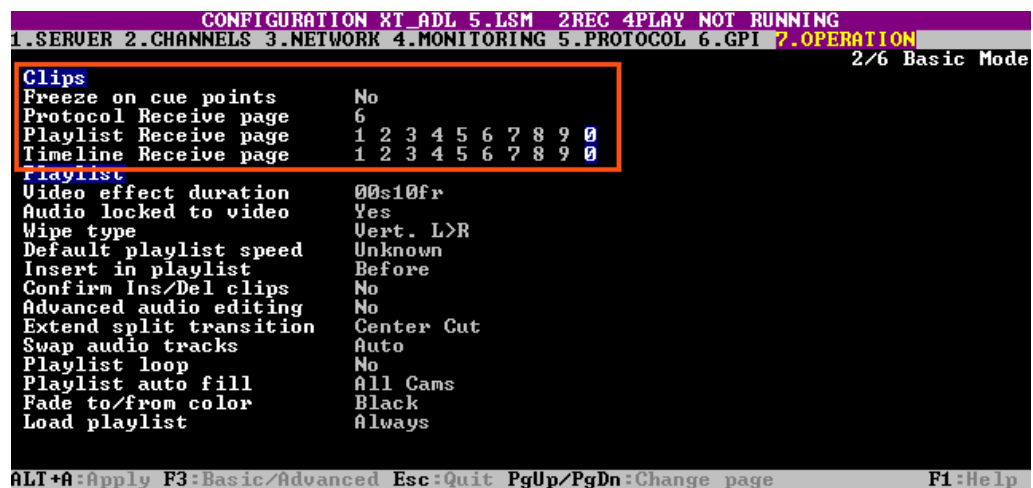 CONFIGURATION XT_ADL 5.LSM 2REC 4PLAY NOT RUNNING
1.SERVER 2.CHANNELS 3.NETWORK 4.MONITORING 5.PROTOCOL 6.GPI 7.OPERATION
2/6 Basic Mode
Clips
Freeze on cue points No
Protocol Receive page 6
Playlist Receive page 1 2 3 4 5 6 7 8 9 0
Timeline Receive page 1 2 3 4 5 6 7 8 9 0
Playlist
Video effect duration 00s10fr
Audio locked to video Yes
Wipe type Vert. L>R
Default playlist speed Unknown
Insert in playlist Before
Confirm Ins/Del clips No
Advanced audio editing No
Extend split transition Center Cut
Swap audio tracks Auto
Playlist loop No
Playlist auto fill All Cams
Fade to/from color Black
Load playlist Always
ALT+A:Apply F3:Basic/Advanced Esc:Quit PgUp/PgDn:Change page F1:Help